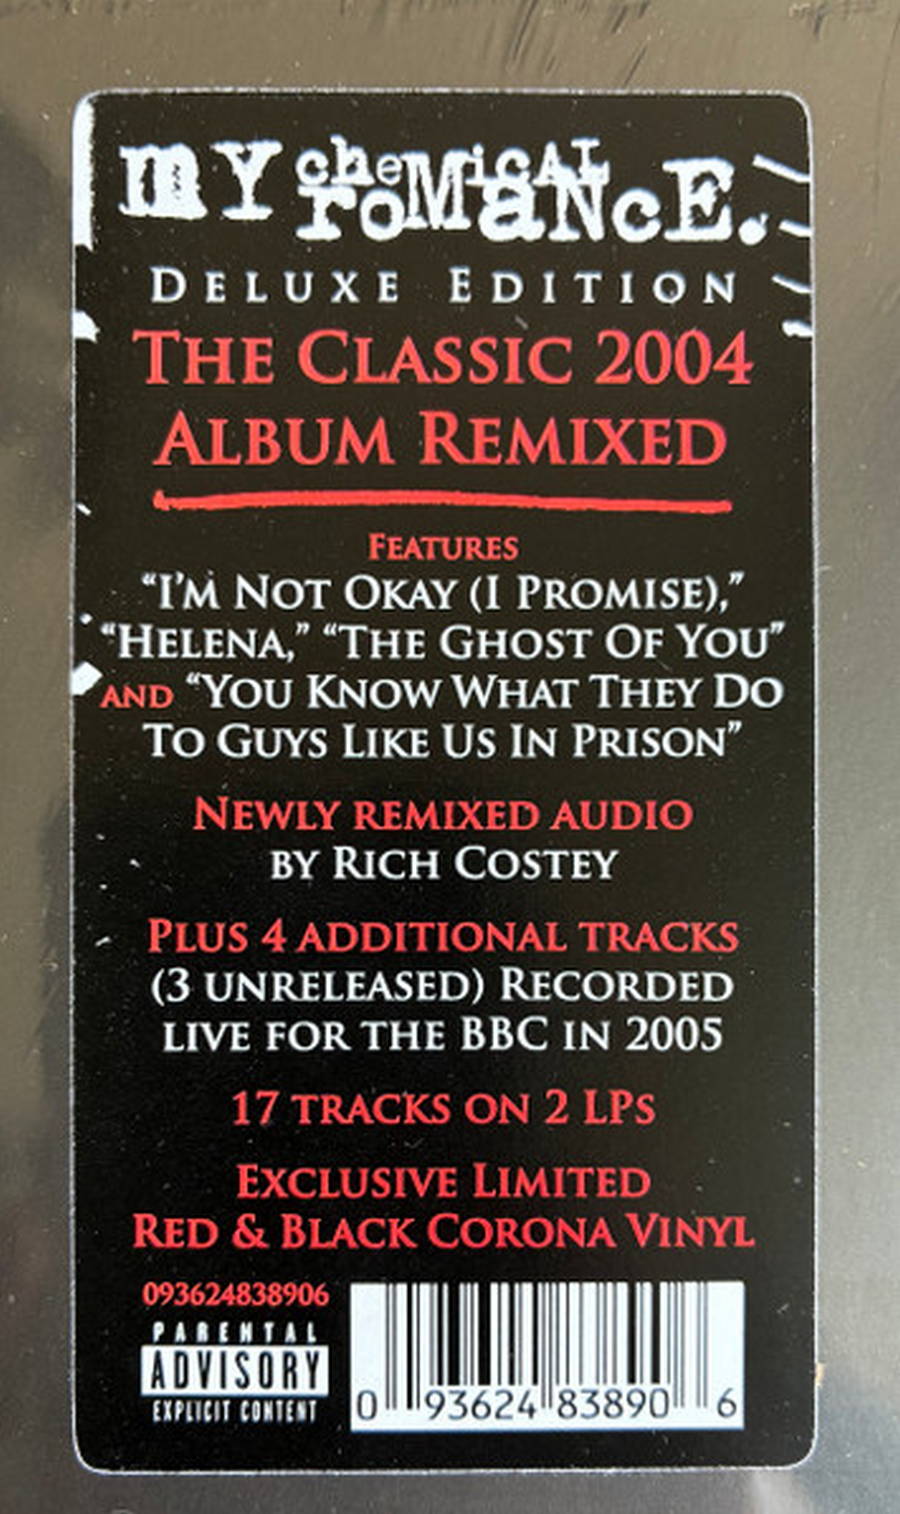 mY cheMicAL
roMaNcE.
DELUXE EDITION
THE CLASSIC 2004
ALBUM REMIXED
FEATURES
“I’M NOT OKAY (I PROMISE),”
“HELENA,” “THE GHOST OF YOU”
AND “YOU KNOW WHAT THEY DO
TO GUYS LIKE US IN PRISON”
NEWLY REMIXED AUDIO
BY RICH COSTEY
PLUS 4 ADDITIONAL TRACKS
(3 UNRELEASED) RECORDED
LIVE FOR THE BBC IN 2005
17 TRACKS ON 2 LPS
EXCLUSIVE LIMITED
RED & BLACK CORONA VINYL
093624838906
PARENTAL
ADVISORY
EXPLICIT CONTENT
0 93624 83890 6